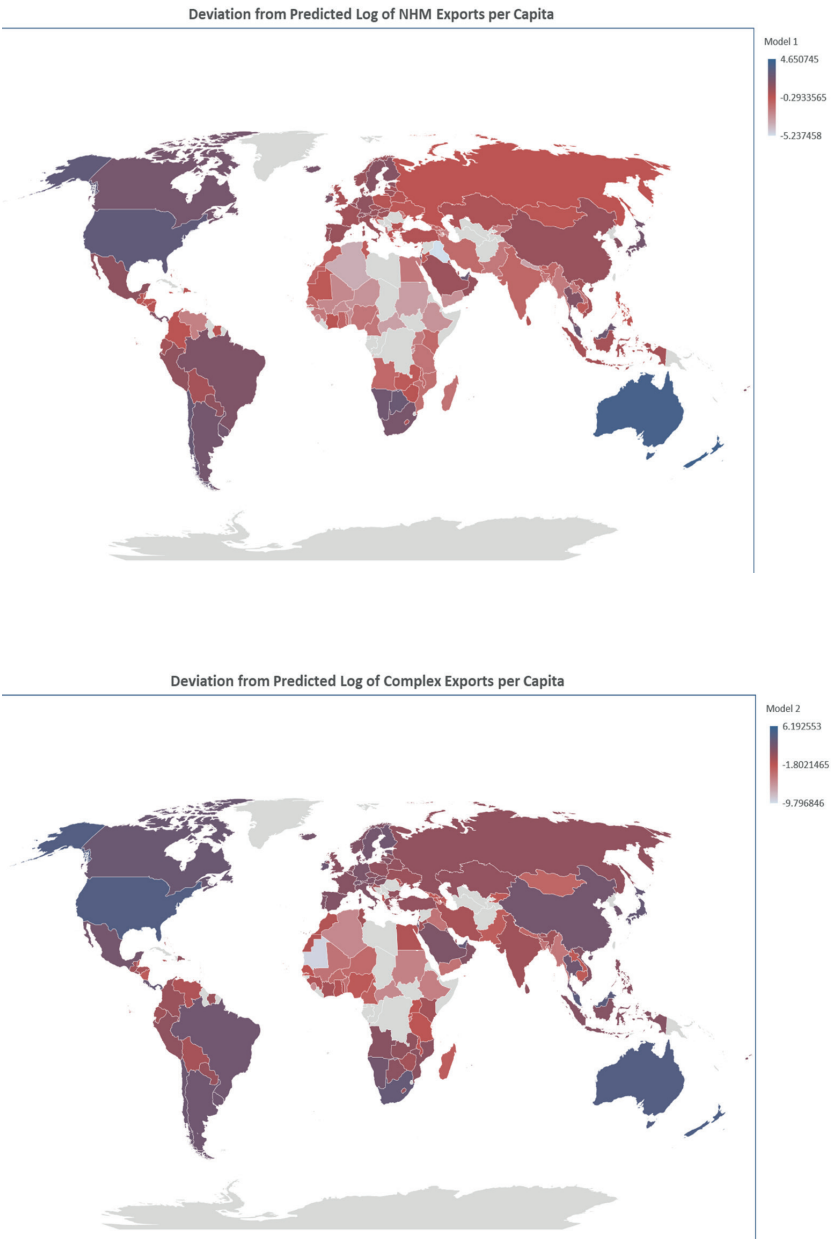 Deviation from Predicted Log of NHM Exports per Capita
Model 1
4.650745
-0.2933565
-5.237458
Deviation from Predicted Log of Complex Exports per Capita
Model 2
6.192553
-1.8021465
-9.796846